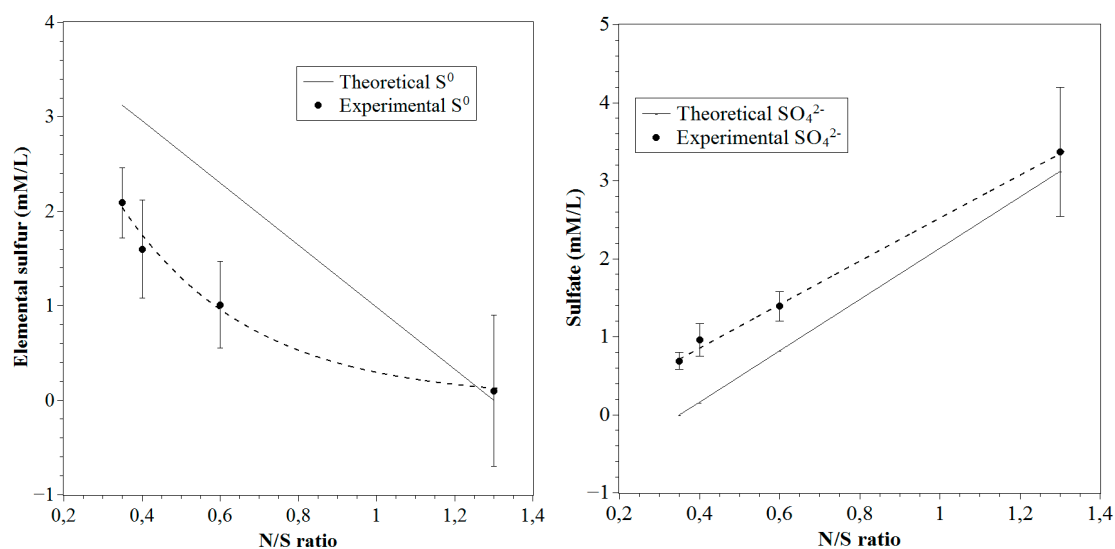 4
3
2
1
0
−1
Elemental sulfur (mM/L)
Theoretical S⁰
Experimental S⁰
0,2 0,4 0,6 0,8 1 1,2 1,4
N/S ratio
5
4
3
2
1
0
−1
Sulfate (mM/L)
Theoretical SO₄²⁻
Experimental SO₄²⁻
0,2 0,4 0,6 0,8 1 1,2 1,4
N/S ratio